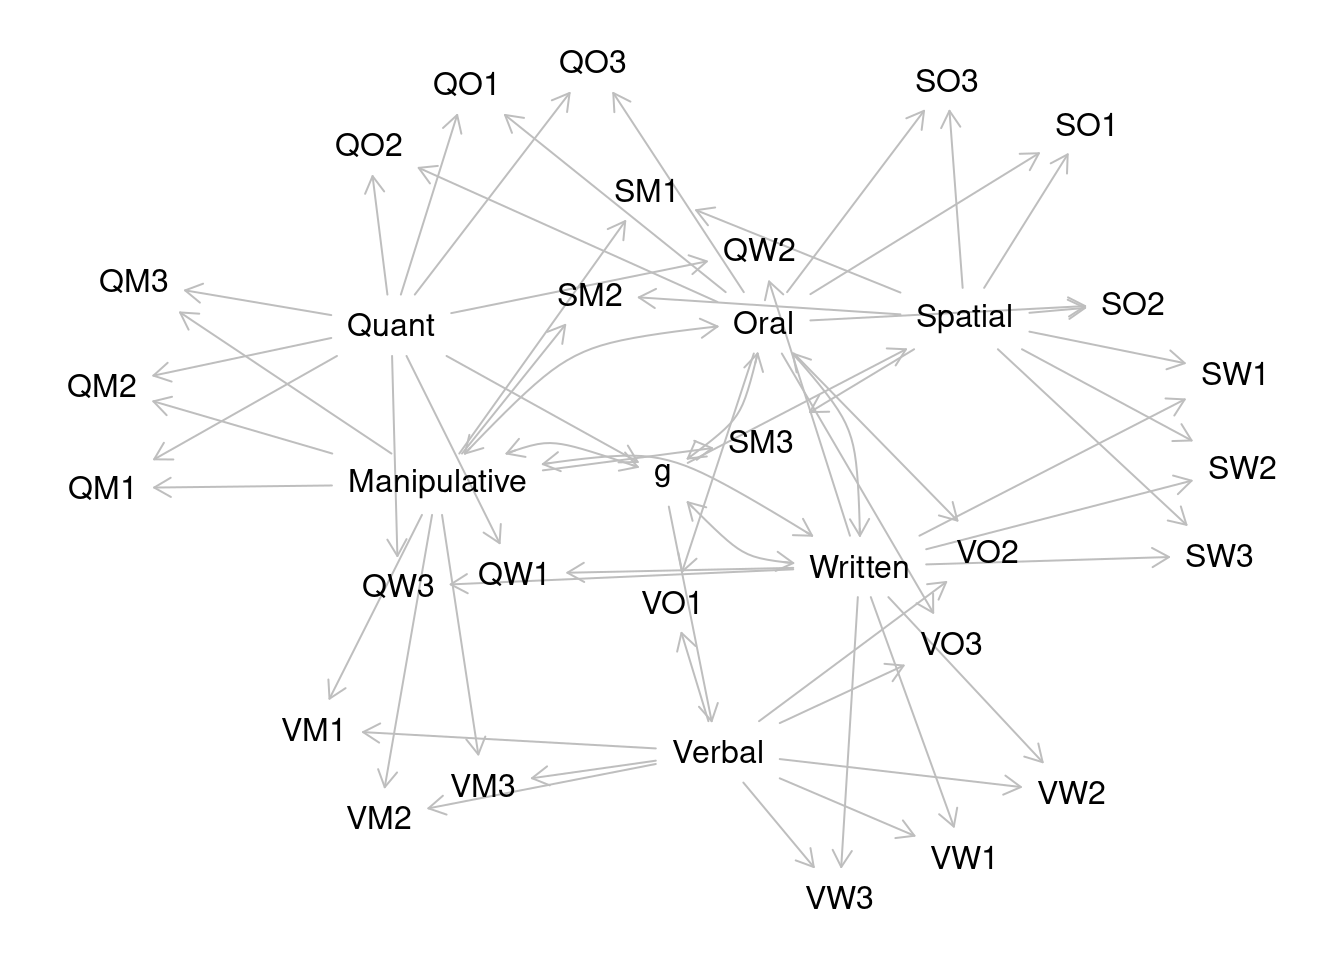 QO3
SO3
QO1
SO1
QO2
SM1
QW2
QM3
SM2
SO2
Spatial
Oral
Quant
SW1
QM2
SM3
SW2
g
Manipulative
QM1
VO2
SW3
Written
QW1
QW3
VO1
VO3
VM1
Verbal
VM3
VW2
VM2
VW1
VW3